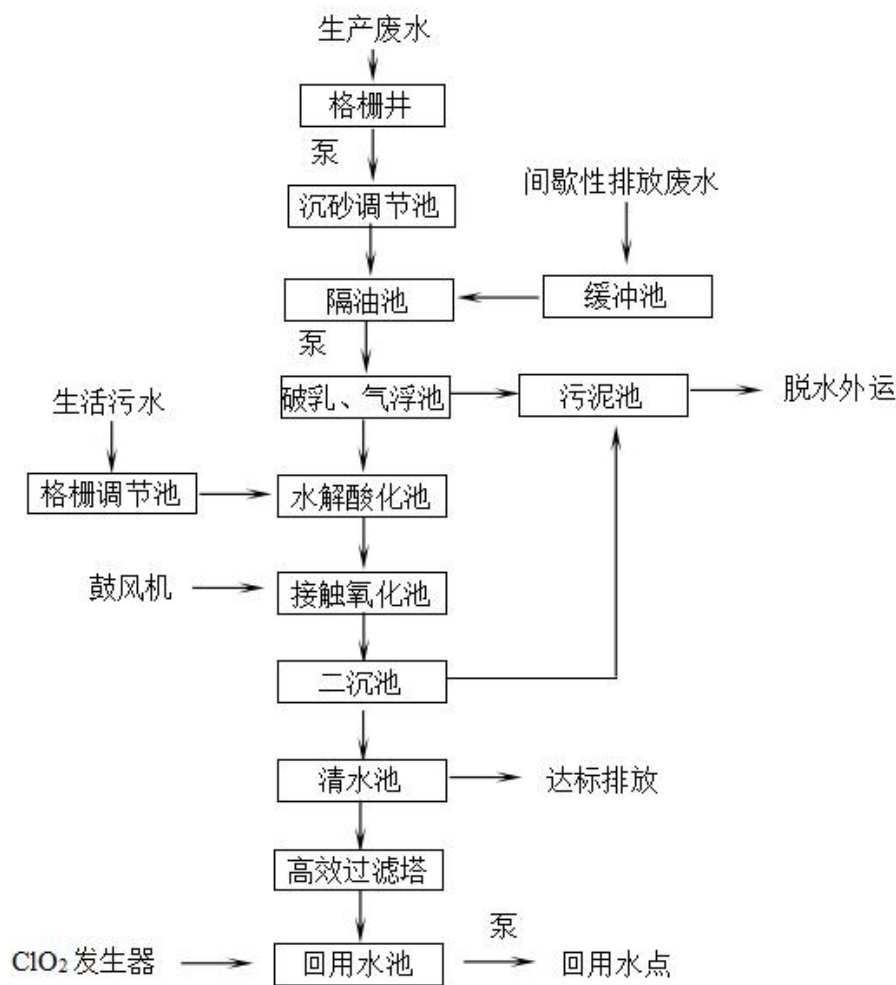 生产废水
格栅井
泵
间歇性排放废水
沉砂调节池
隔油池
缓冲池
泵
生活污水
破乳、气浮池
污泥池
脱水外运
格栅调节池
水解酸化池
鼓风机
接触氧化池
二沉池
清水池
达标排放
高效过滤塔
泵
ClO₂发生器
回用水池
回用水点